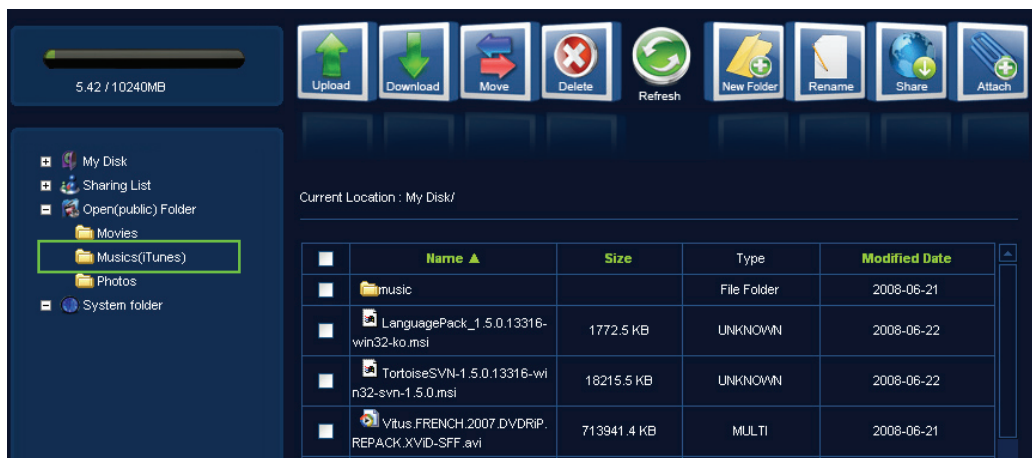 5.42 / 10240MB
Upload
Download
Move
Delete
Refresh
New Folder
Rename
Share
Attach
My Disk
Sharing List
Open(public) Folder
Movies
Musics(iTunes)
Photos
System folder
Current Location : My Disk/
Name ▲ Size Type Modified Date
music File Folder 2008-06-21
LanguagePack_1.5.0.13316-
win32-ko.msi 1772.5 KB UNKNOWN 2008-06-22
TortoiseSVN-1.5.0.13316-wi
n32-svn-1.5.0.msi 18215.5 KB UNKNOWN 2008-06-22
Vitus.FRENCH.2007.DVDRiP.
REPACK.XViD-SFF.avi 713941.4 KB MULTI 2008-06-21